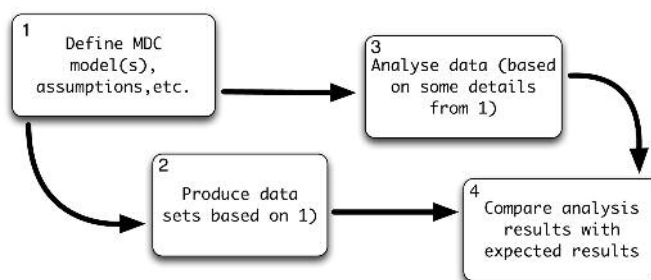 1
Define MDC
model(s),
assumptions,etc.
3
Analyse data (based
on some details
from 1)
2
Produce data
sets based on 1)
4
Compare analysis
results with
expected results